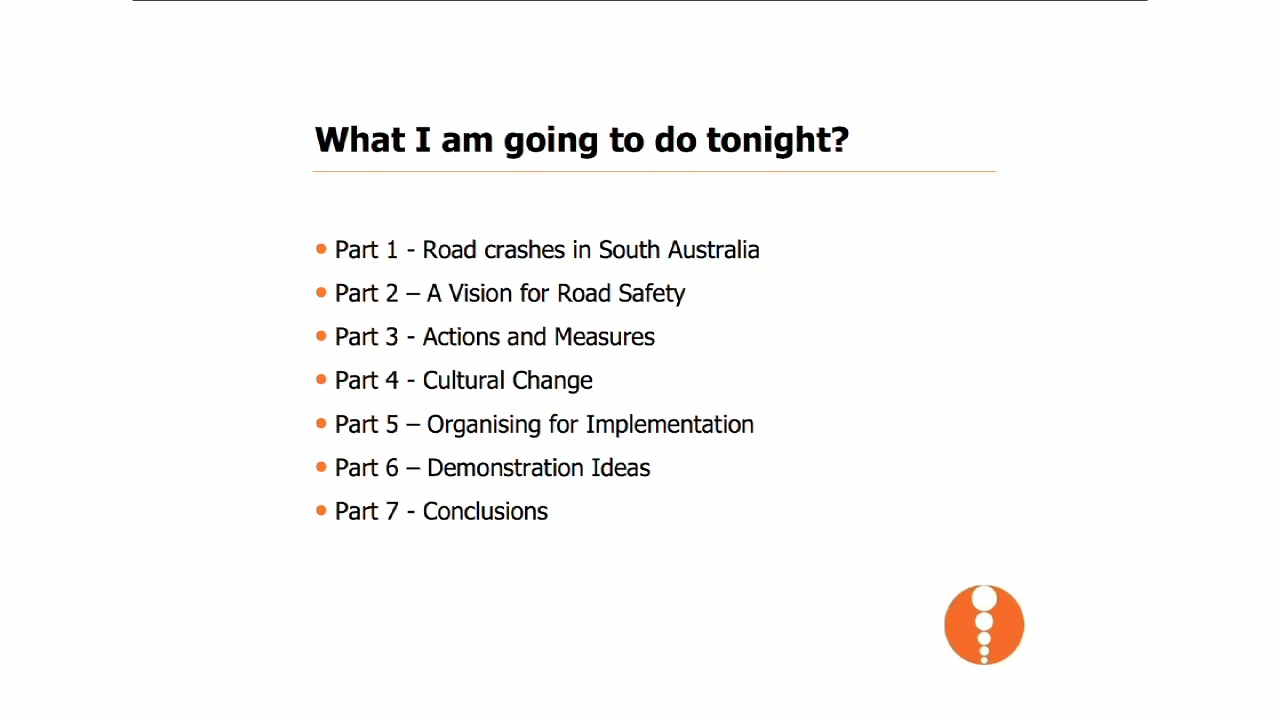 What I am going to do tonight?
Part 1 - Road crashes in South Australia
Part 2 – A Vision for Road Safety
Part 3 - Actions and Measures
Part 4 - Cultural Change
Part 5 – Organising for Implementation
Part 6 – Demonstration Ideas
Part 7 - Conclusions